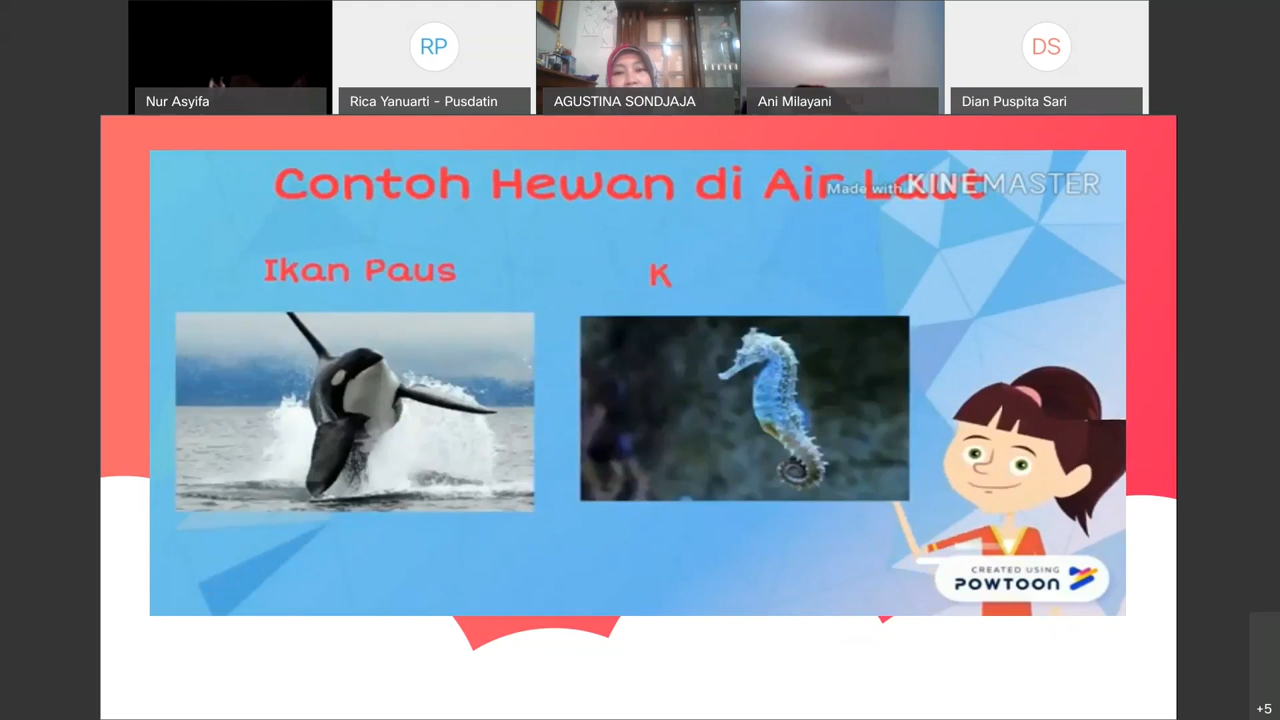 RP
DS
Nur Asyifa
Rica Yanuarti - Pusdatin
AGUSTINA SONDJAJA
Ani Milayani
Dian Puspita Sari
Contoh Hewan di Air Laut
Made with KINEMASTER
Ikan Paus
K
CREATED USING
POWTOON
+5